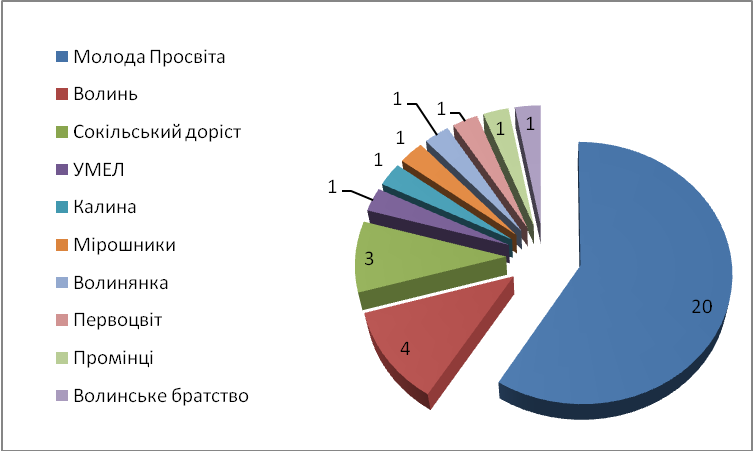 Молода Просвіта
Волинь
Сокільський доріст
УМЕЛ
Калина
Мірошники
Волинянка
Первоцвіт
Промінці
Волинське братство
20
4
3
1
1
1
1
1
1
1